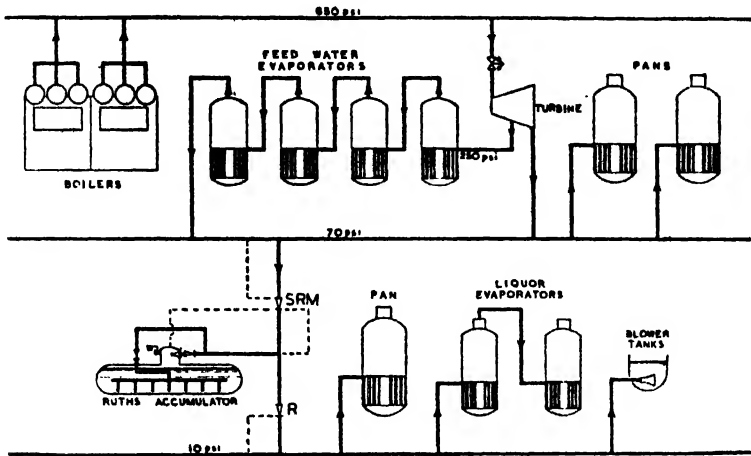 650 psi
FEED WATER
EVAPORATORS
PANS
TURBINE
250 psi
BOILERS
70 psi
SRM
PAN
LIQUOR
EVAPORATORS
BLOWER
TANKS
RUTHS ACCUMULATOR
R
10 psi